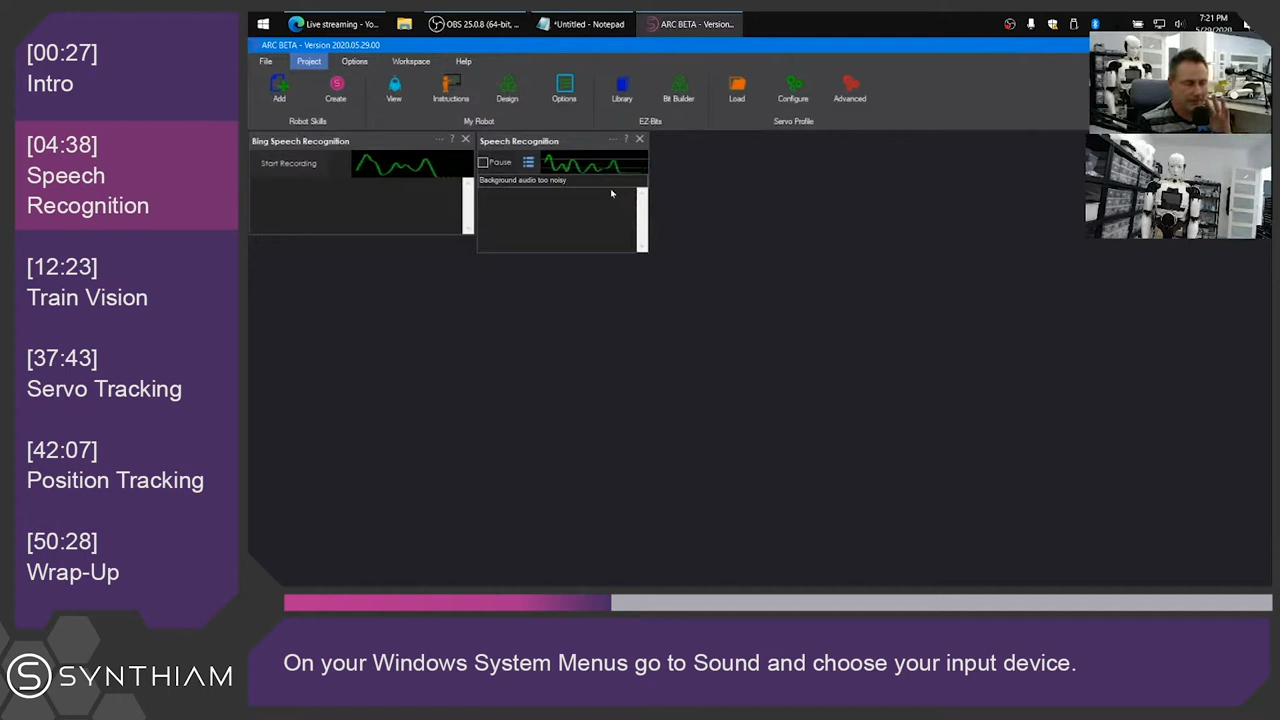 [00:27]
Intro
[04:38]
Speech
Recognition
[12:23]
Train Vision
[37:43]
Servo Tracking
[42:07]
Position Tracking
[50:28]
Wrap-Up
SYNTHIAM
Live streaming - Yo...
OBS 25.0.8 (64-bit, ...
*Untitled - Notepad
ARC BETA - Version...
7:21 PM
ARC BETA - Version 2020.05.29.00
File Project Options Workspace Help
Add Create View Instructions Design Options Library Bit Builder Load Configure Advanced
Robot Skills My Robot EZ-Bits Servo Profile
Bing Speech Recognition ... ?
Start Recording
Speech Recognition ... ?
Pause
Background audio too noisy
On your Windows System Menus go to Sound and choose your input device.